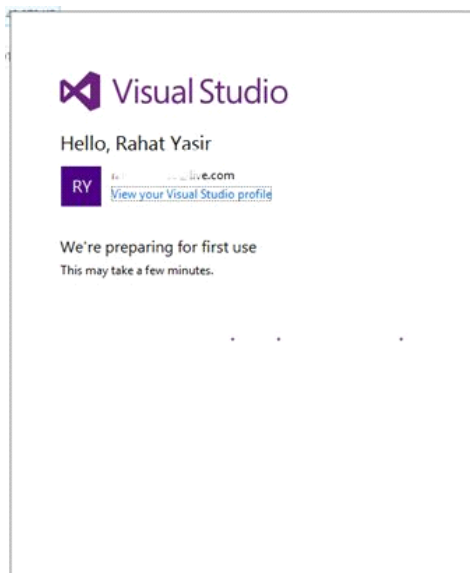 Visual Studio
Hello, Rahat Yasir
RY
live.com
View your Visual Studio profile
We're preparing for first use
This may take a few minutes.